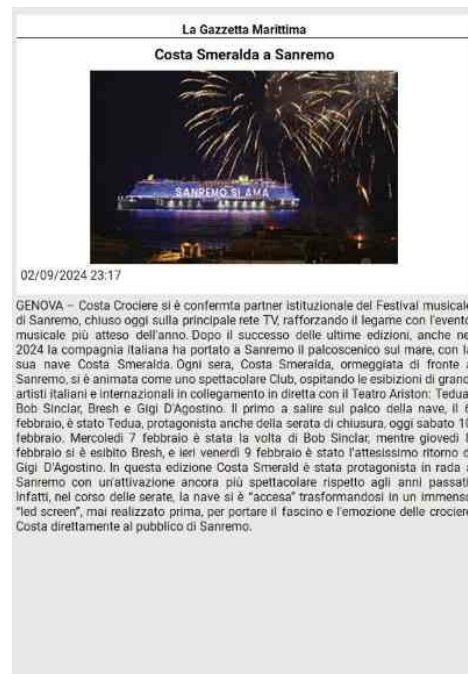 La Gazzetta Marittima
Costa Smeralda a Sanremo
SANREMO SI AMA
02/09/2024 23:17
GENOVA – Costa Crociere si è confermta partner istituzionale del Festival musicale
di Sanremo, chiuso oggi sulla principale rete TV, rafforzando il legame con l'evento
musicale più atteso dell'anno. Dopo il successo delle ultime edizioni, anche ne
2024 la compagnia italiana ha portato a Sanremo il palcoscenico sul mare, con l
sua nave Costa Smeralda. Ogni sera, Costa Smeralda, ormeggiata di fronte a
Sanremo, si è animata come uno spettacolare Club, ospitando le esibizioni di grand
artisti italiani e internazionali in collegamento in diretta con il Teatro Ariston: Tedua,
Bob Sinclar, Bresh e Gigi D'Agostino. Il primo a salire sul palco della nave, il 6
febbraio, è stato Tedua, protagonista anche della serata di chiusura, oggi sabato 10
febbraio. Mercoledì 7 febbraio è stata la volta di Bob Sinclar, mentre giovedì
febbraio si è esibito Bresh, e ieri venerdì 9 febbraio è stato l'attesissimo ritorno d
Gigi D'Agostino. In questa edizione Costa Smerald è stata protagonista in rada a
Sanremo con un'attivazione ancora più spettacolare rispetto agli anni passati
Infatti, nel corso delle serate, la nave si è "accesa" trasformandosi in un immenso
"led screen", mai realizzato prima, per portare il fascino e l'emozione delle crociere
Costa direttamente al pubblico di Sanremo.